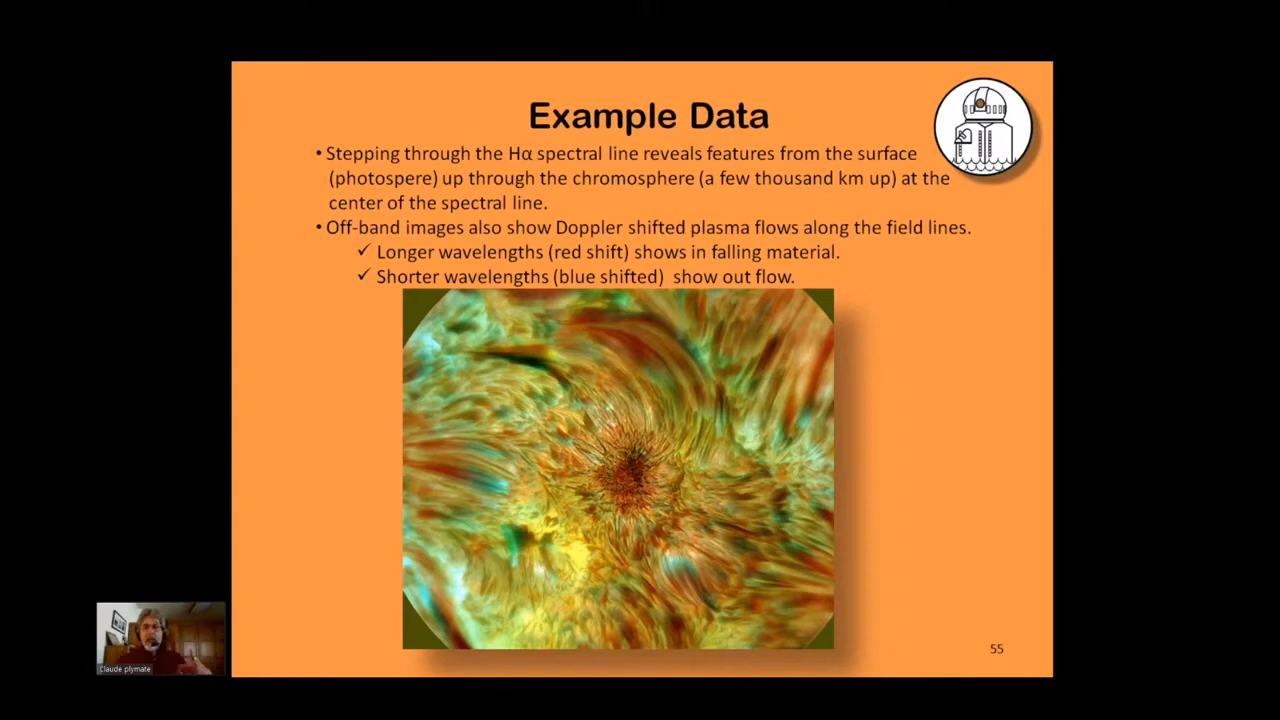 Example Data
• Stepping through the Hα spectral line reveals features from the surface
(photospere) up through the chromosphere (a few thousand km up) at the
center of the spectral line.
• Off-band images also show Doppler shifted plasma flows along the field lines.
✓ Longer wavelengths (red shift) shows in falling material.
✓ Shorter wavelengths (blue shifted)  show out flow.
55
Claude plymate